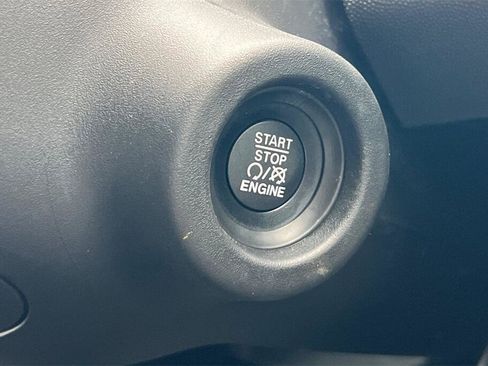 START
STOP
/
ENGINE